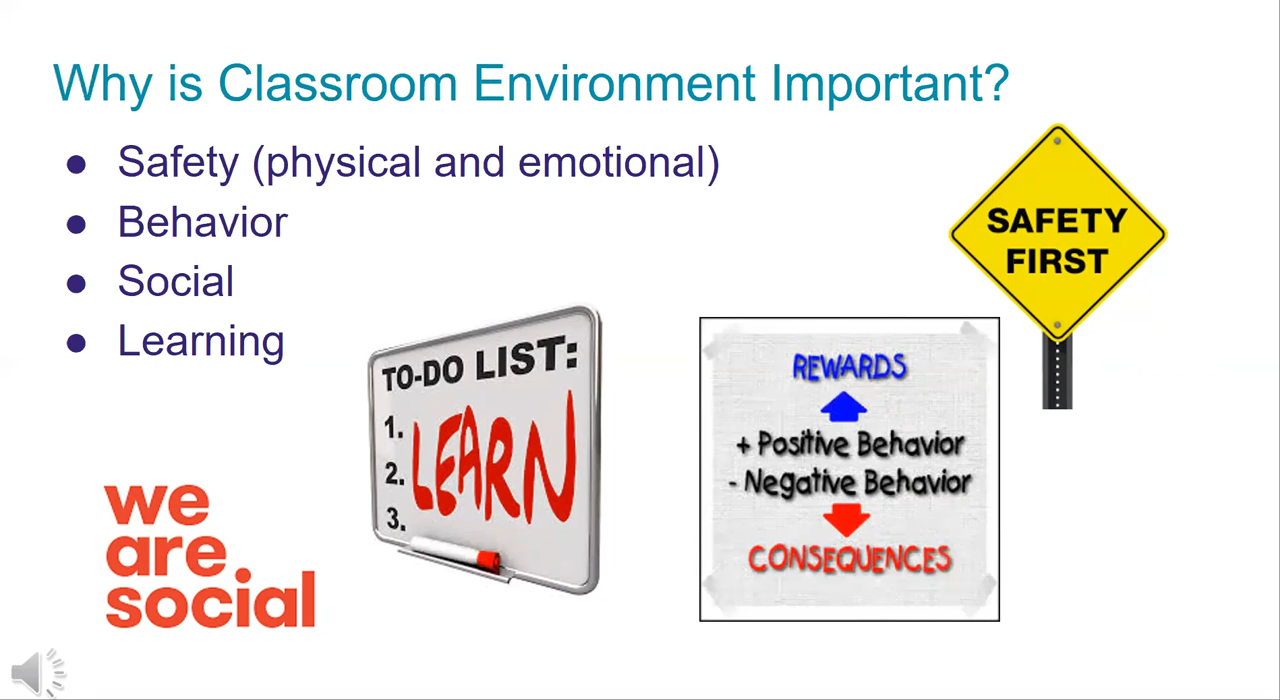 Why is Classroom Environment Important?
● Safety (physical and emotional)
● Behavior
● Social
● Learning
SAFETY
FIRST
TO-DO LIST:
1.
2. LEARN
3.
REWARDS
+ Positive Behavior
- Negative Behavior
CONSEQUENCES
we
are
social